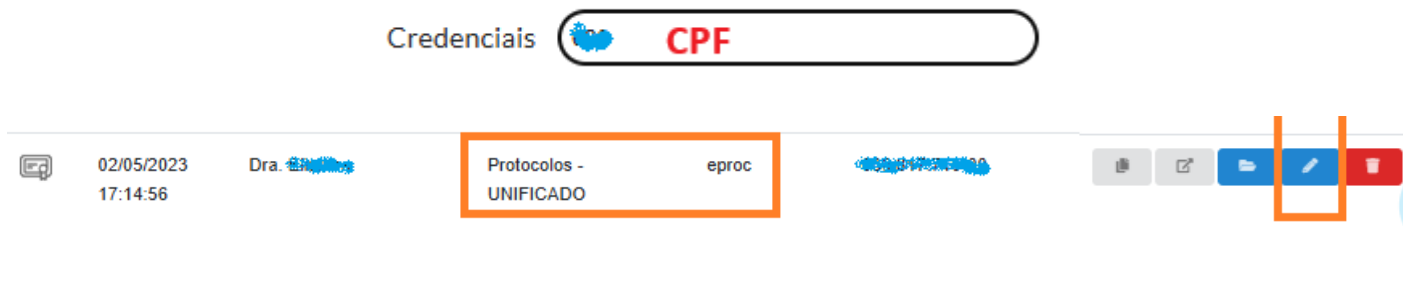 Credenciais CPF
02/05/2023 Dra. Protocolos - eproc
17:14:56 UNIFICADO